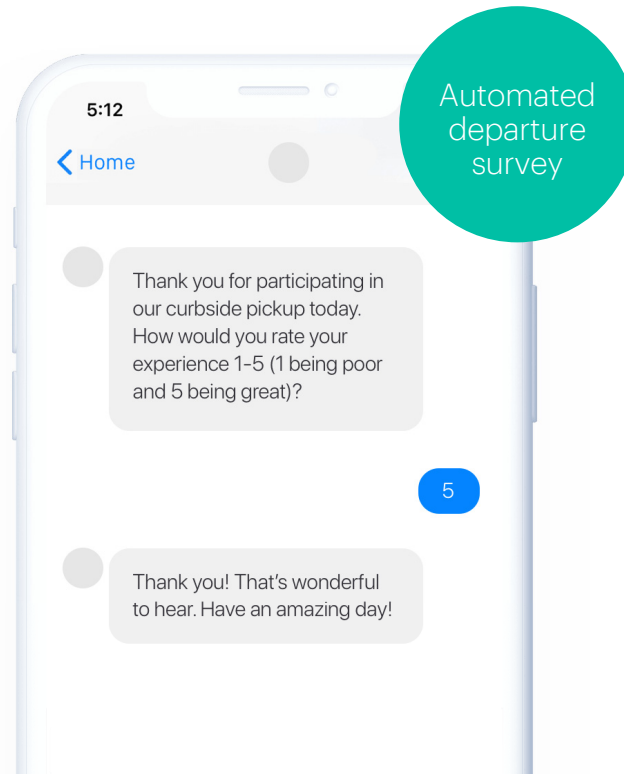 Automated
departure
survey
5:12
Home
Thank you for participating in
our curbside pickup today.
How would you rate your
experience 1-5 (1 being poor
and 5 being great)?
5
Thank you! That’s wonderful
to hear. Have an amazing day!